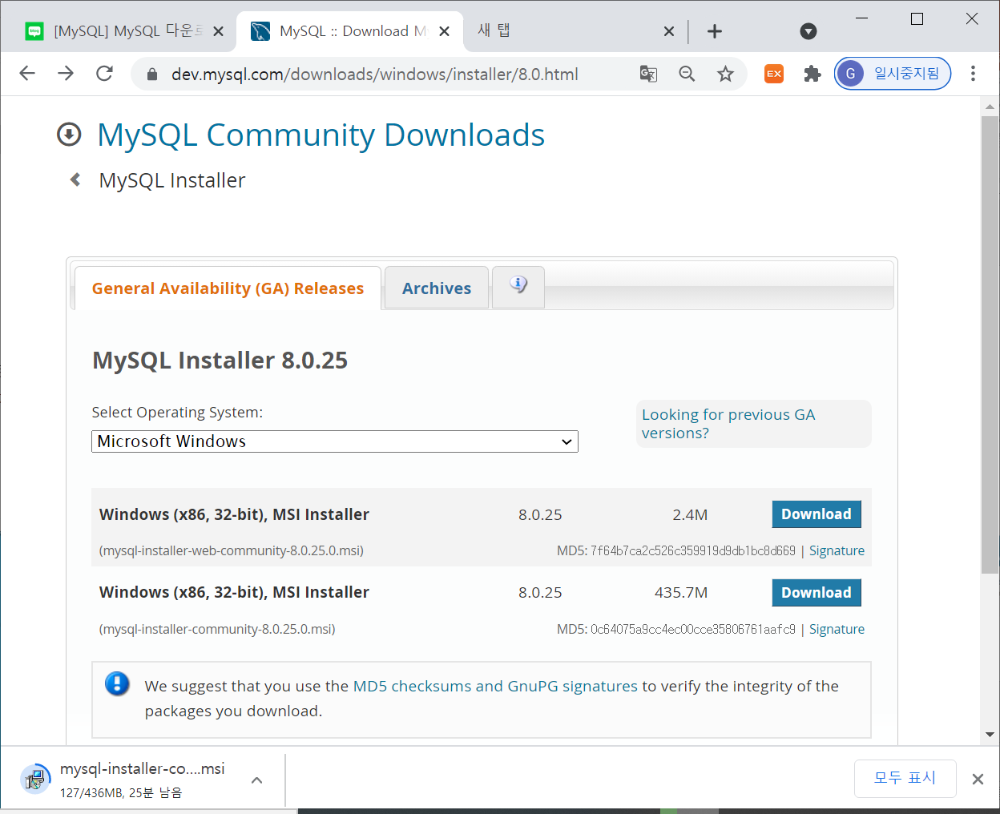 [MySQL] MySQL 다운로
MySQL :: Download M
새 탭
dev.mysql.com/downloads/windows/installer/8.0.html
EX
G 일시중지됨
MySQL Community Downloads
MySQL Installer
General Availability (GA) Releases
Archives
MySQL Installer 8.0.25
Select Operating System:
Looking for previous GA
versions?
Microsoft Windows
Windows (x86, 32-bit), MSI Installer 8.0.25 2.4M Download
(mysql-installer-web-community-8.0.25.0.msi) MD5: 7f64b7ca2c526c359919d9db1bc8d669 | Signature
Windows (x86, 32-bit), MSI Installer 8.0.25 435.7M Download
(mysql-installer-community-8.0.25.0.msi) MD5: 0c64075a9cc4ec00cce35806761aafc9 | Signature
We suggest that you use the MD5 checksums and GnuPG signatures to verify the integrity of the
packages you download.
mysql-installer-co....msi
127/436MB, 25분 남음
모두 표시